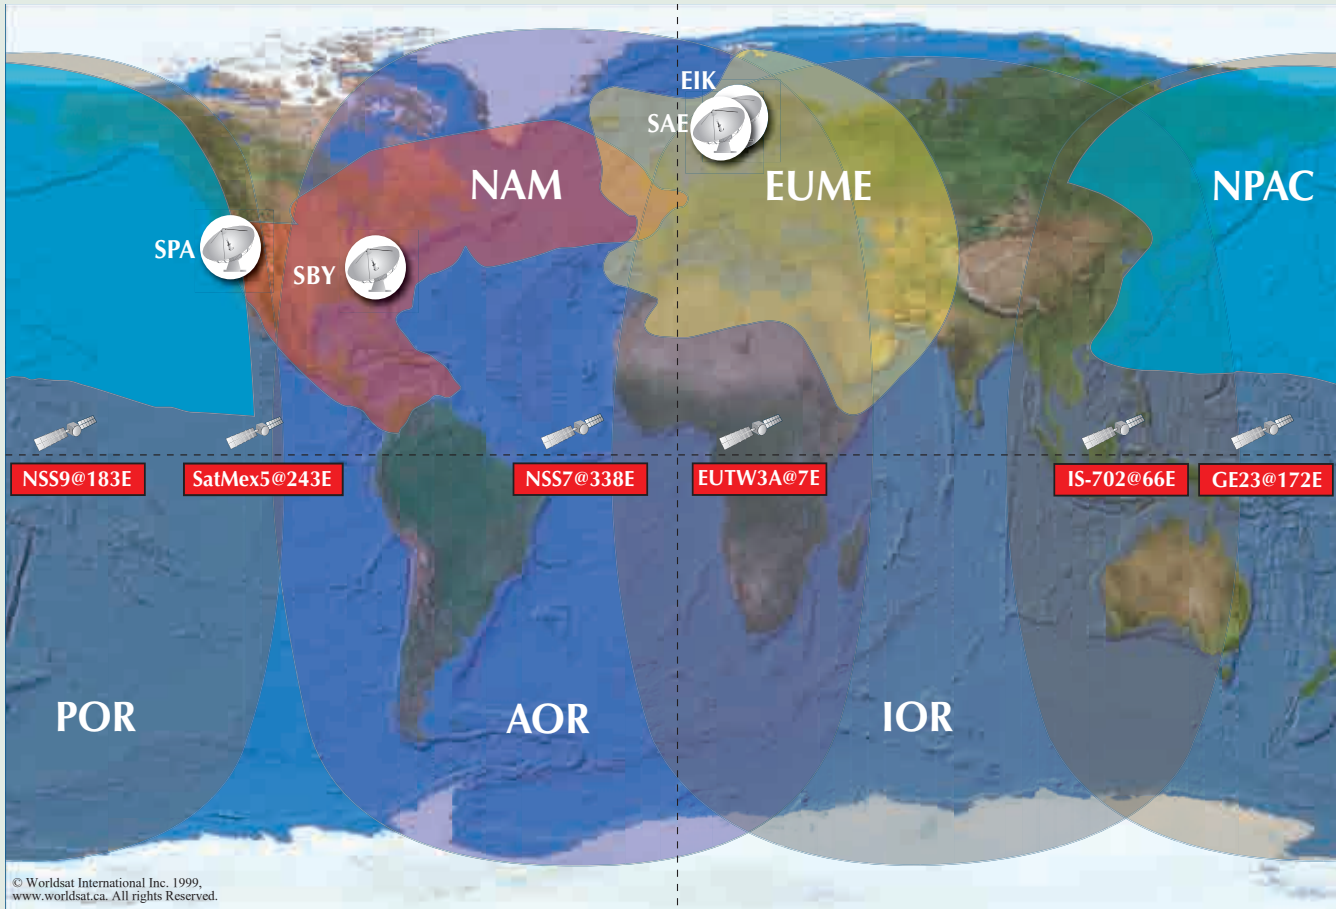 EIK
SAE
NAM
EUME
NPAC
SPA
SBY
NSS9@183E
SatMex5@243E
NSS7@338E
EUTW3A@7E
IS-702@66E
GE23@172E
POR
AOR
IOR
© Worldsat International Inc. 1999,
www.worldsat.ca. All rights Reserved.